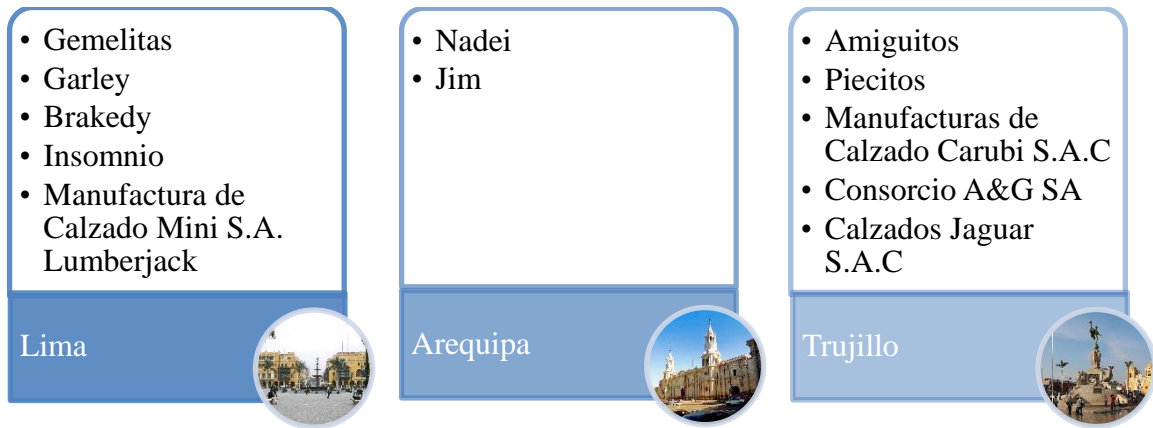 • Gemelitas
• Garley
• Brakedy
• Insomnio
• Manufactura de
Calzado Mini S.A.
Lumberjack
Lima
• Nadei
• Jim
Arequipa
• Amiguitos
• Piecitos
• Manufacturas de
Calzado Carubi S.A.C
• Consorcio A&G SA
• Calzados Jaguar
S.A.C
Trujillo